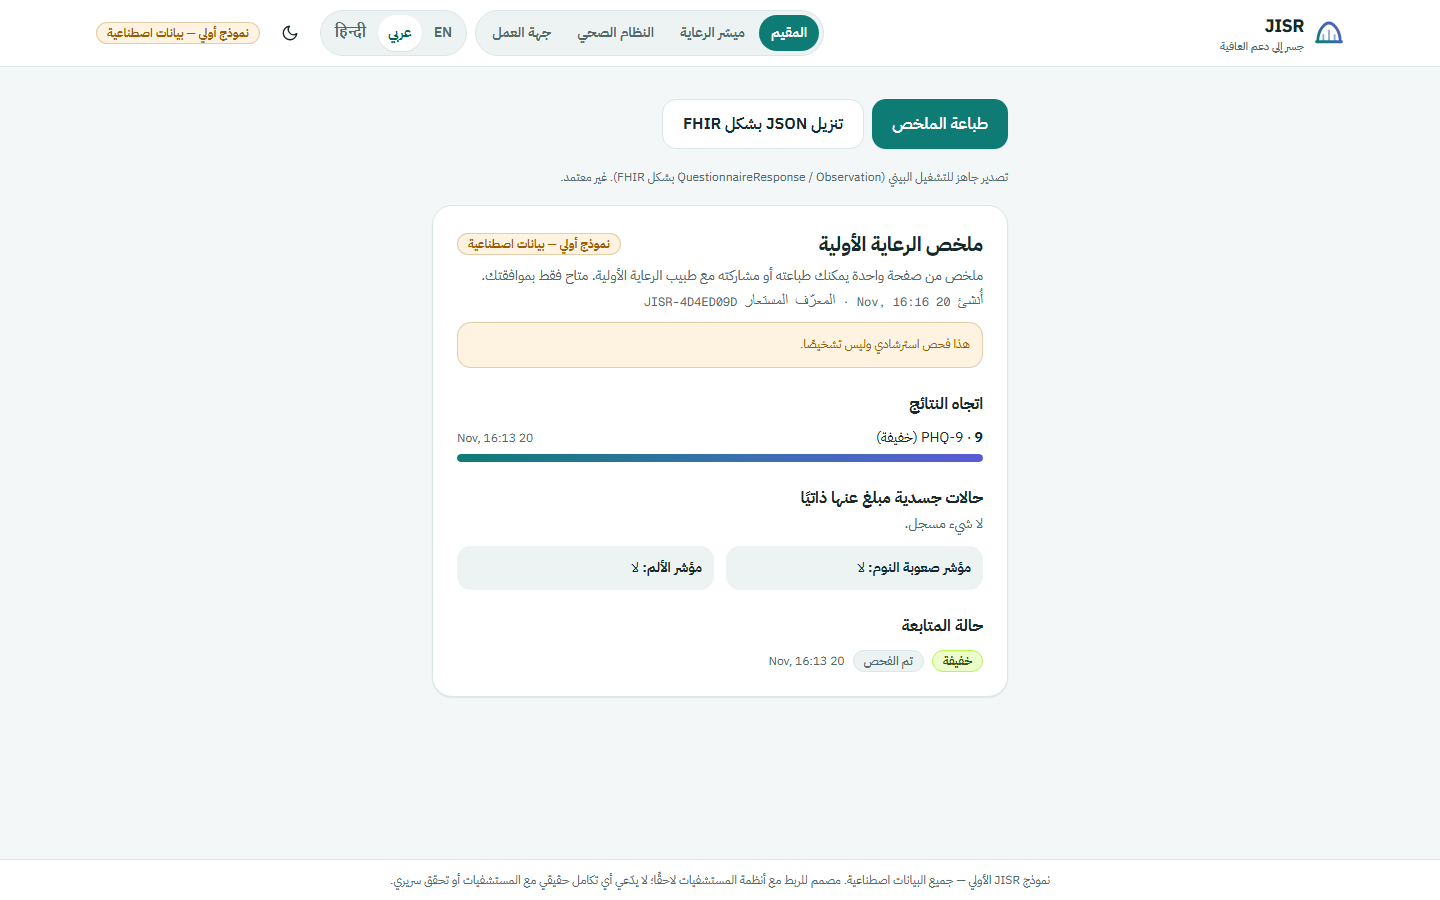 JISR
جسر إلى دعم العافية
المقيم
ميسّر الرعاية
النظام الصحي
جهة العمل
EN
عربي
हिन्दी
نموذج أولي — بيانات اصطناعية
طباعة الملخص
تنزيل JSON بشكل FHIR
تصدير جاهز للتشغيل البيني (QuestionnaireResponse / Observation بشكل FHIR). غير معتمد.
ملخص الرعاية الأولية
نموذج أولي — بيانات اصطناعية
ملخص من صفحة واحدة يمكنك طباعته أو مشاركته مع طبيب الرعاية الأولية. متاح فقط بموافقتك.
أُنشئ 20 Nov, 16:16 · المعرّف المستعار JISR-4D4ED09D
هذا فحص استرشادي وليس تشخيصًا.
اتجاه النتائج
9 · PHQ-9 (خفيفة)
20 Nov, 16:13
حالات جسدية مبلغ عنها ذاتيًا
لا شيء مسجل.
مؤشر صعوبة النوم: لا
مؤشر الألم: لا
حالة المتابعة
خفيفة
تم الفحص
20 Nov, 16:13
نموذج JISR الأولي — جميع البيانات اصطناعية. مصمم للربط مع أنظمة المستشفيات لاحقًا؛ لا يدّعي أي تكامل حقيقي مع المستشفيات أو تحقق سريري.